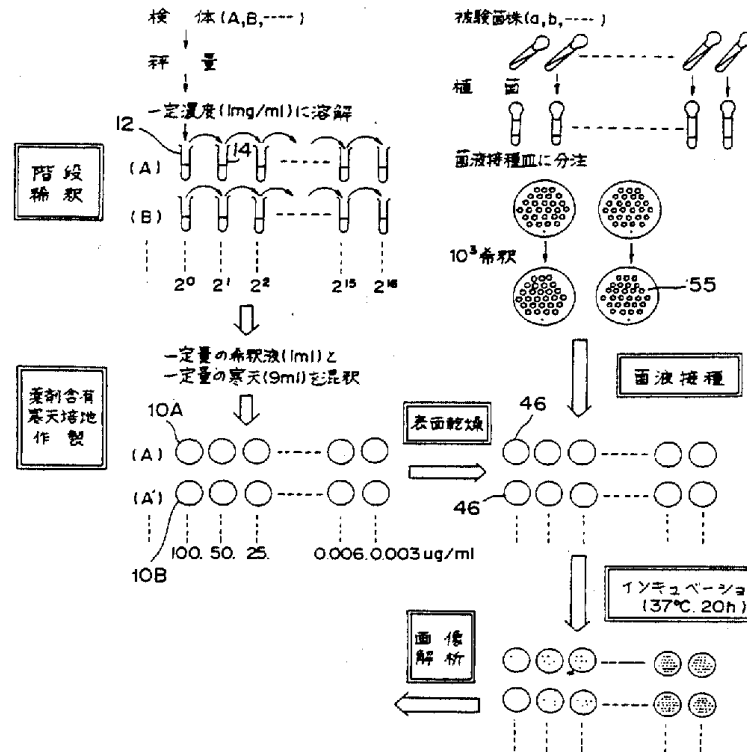 検体(A,B,----)
秤量
一定濃度(1mg/ml)に溶解
12
14
(A)
(B)
階段
稀釈
2⁰ 2¹ 2² 2¹⁵ 2¹⁶
一定量の希釈液(1ml)と
一定量の寒天(9ml)を混釈
薬剤含有
寒天培地
作製
10A
(A)
(A')
10B
100. 50. 25. 0.006. 0.003 ug/ml
表面乾燥
被験菌株(a,b,----)
植菌
菌液接種皿に分注
10³希釈
55
菌液接種
46
46
インキュベーショ
(37℃.20h)
画像
解析